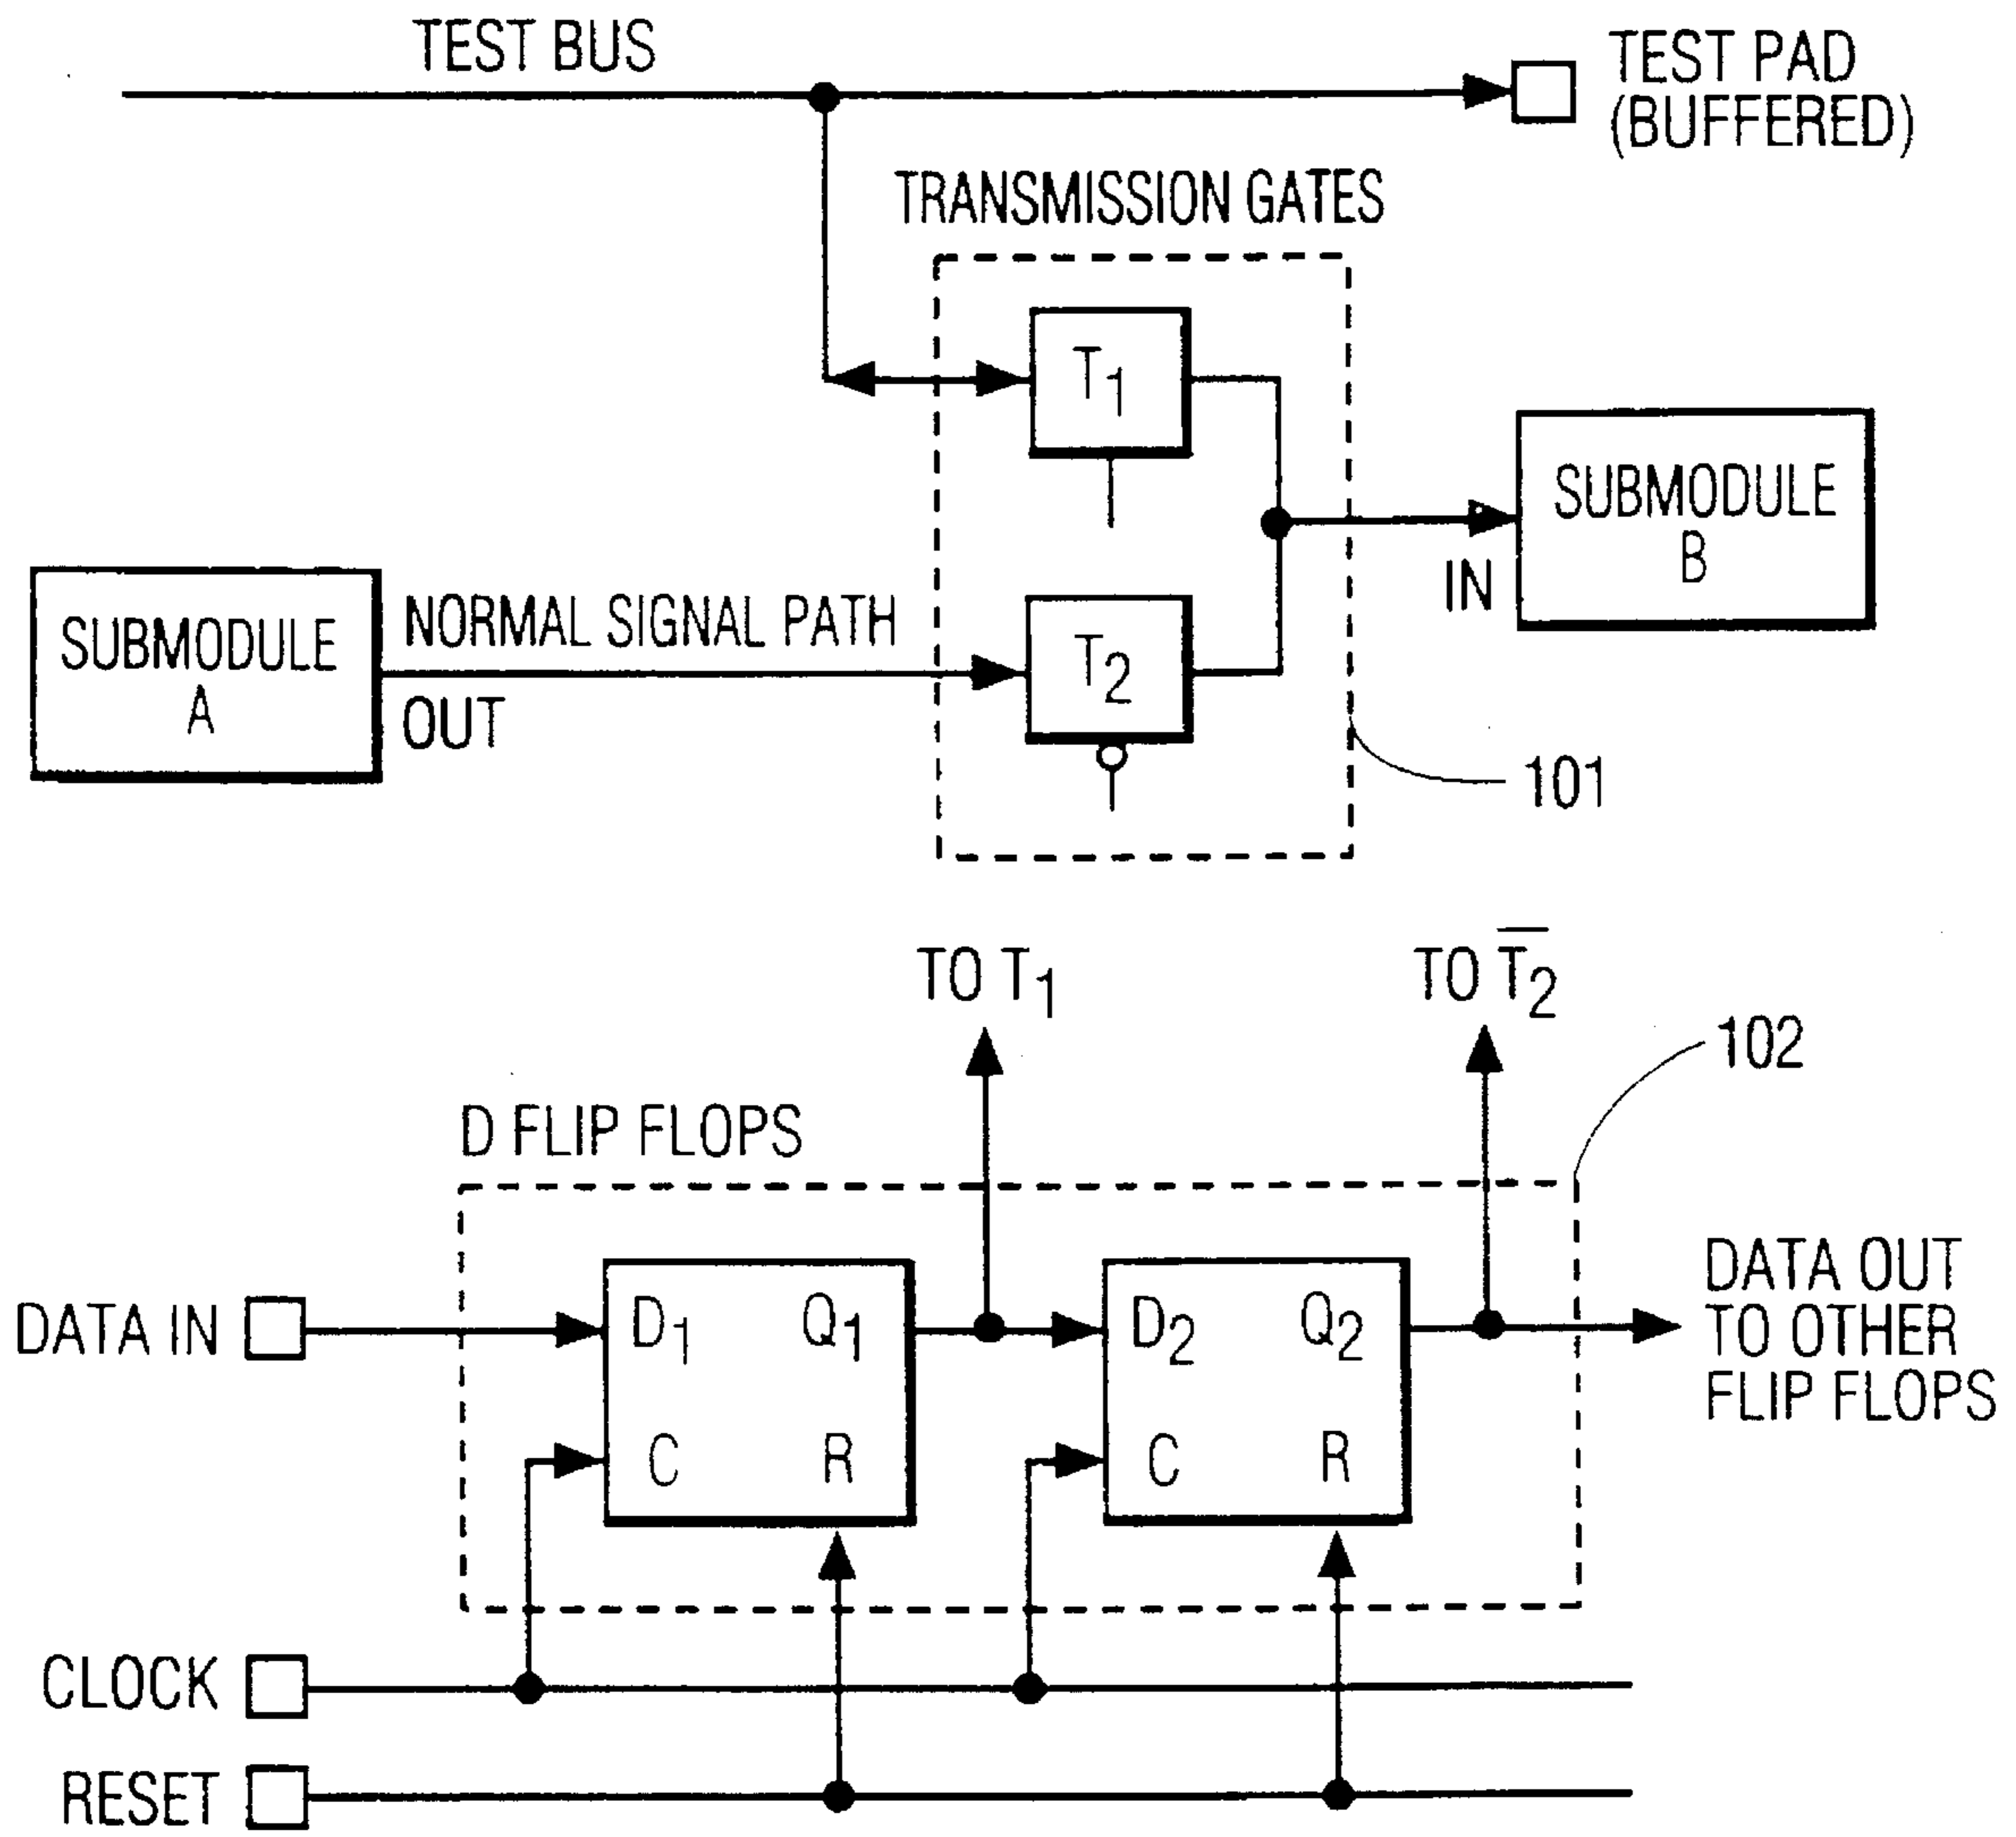 TEST BUS
TEST PAD
(BUFFERED)
TRANSMISSION GATES
T1
SUBMODULE
B
IN
SUBMODULE
A
NORMAL SIGNAL PATH
OUT
T2
101
TO T1
TO T̅2
102
D FLIP FLOPS
DATA IN
D1 Q1
C R
D2 Q2
C R
DATA OUT
TO OTHER
FLIP FLOPS
CLOCK
RESET